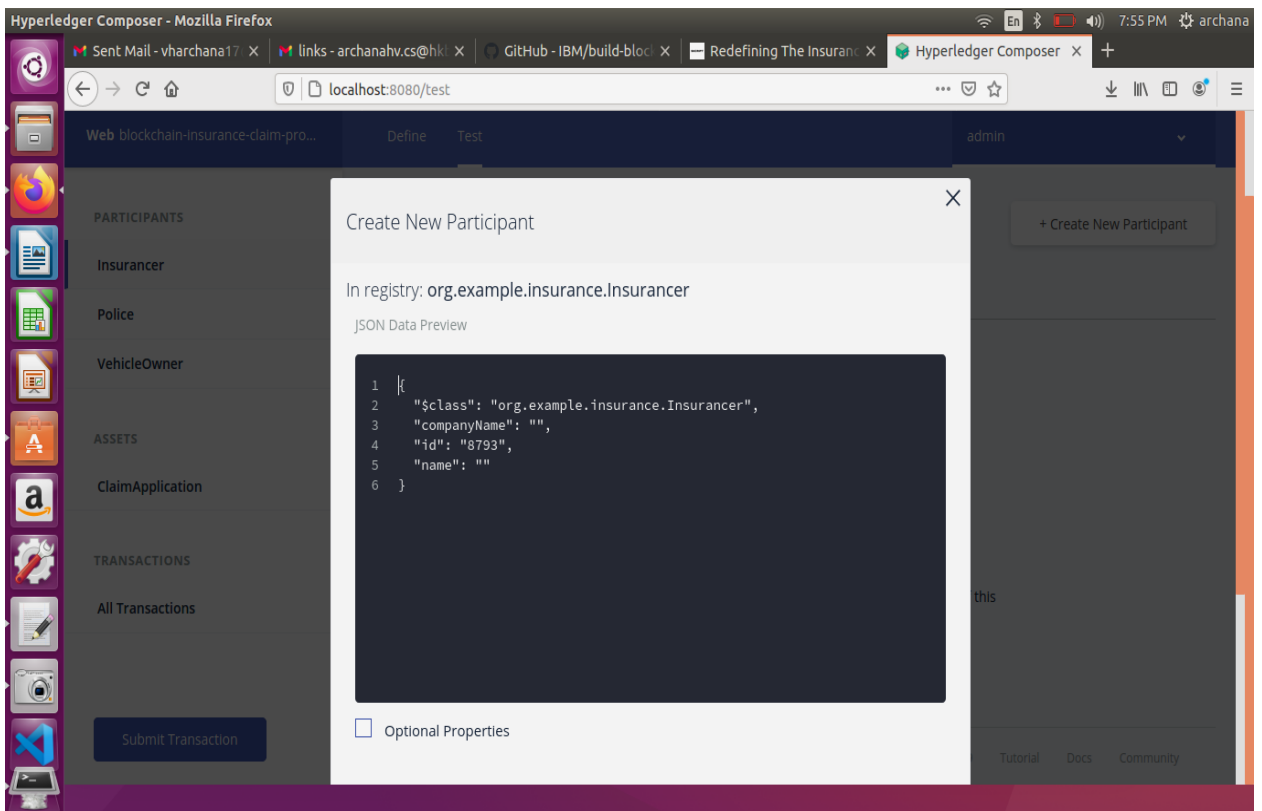 Hyperledger Composer - Mozilla Firefox
En
7:55 PM
archana
Sent Mail - vharchana17
links - archanahv.cs@hk
GitHub - IBM/build-bloc
Redefining The Insuranc
Hyperledger Composer
localhost:8080/test
Web blockchain-insurance-claim-pro...
Define
Test
admin
PARTICIPANTS
Insurancer
Police
VehicleOwner
ASSETS
ClaimApplication
TRANSACTIONS
All Transactions
Submit Transaction
Create New Participant
In registry: org.example.insurance.Insurancer
JSON Data Preview
1 {
2 "$class": "org.example.insurance.Insurancer",
3 "companyName": "",
4 "id": "8793",
5 "name": ""
6 }
Optional Properties
+ Create New Participant
this
Tutorial
Docs
Community